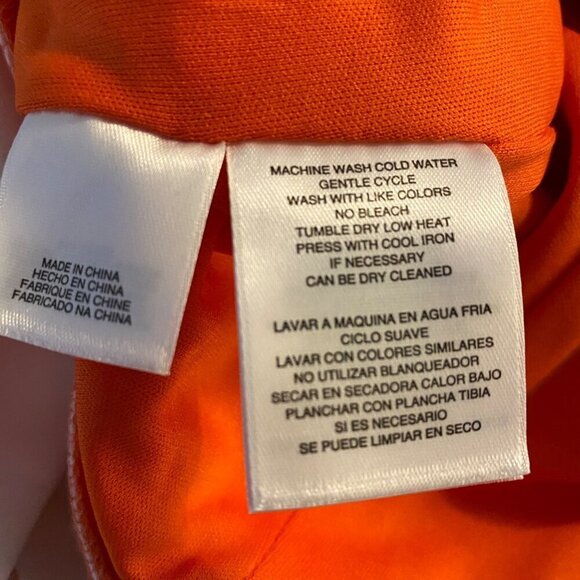 MADE IN CHINA
HECHO EN CHINA
FABRIQUE EN CHINE
FABRICADO NA CHINA
MACHINE WASH COLD WATER
GENTLE CYCLE
WASH WITH LIKE COLORS
NO BLEACH
TUMBLE DRY LOW HEAT
PRESS WITH COOL IRON
IF NECESSARY
CAN BE DRY CLEANED
LAVAR A MAQUINA EN AGUA FRIA
CICLO SUAVE
LAVAR CON COLORES SIMILARES
NO UTILIZAR BLANQUEADOR
SECAR EN SECADORA CALOR BAJO
PLANCHAR CON PLANCHA TIBIA
SI ES NECESARIO
SE PUEDE LIMPIAR EN SECO